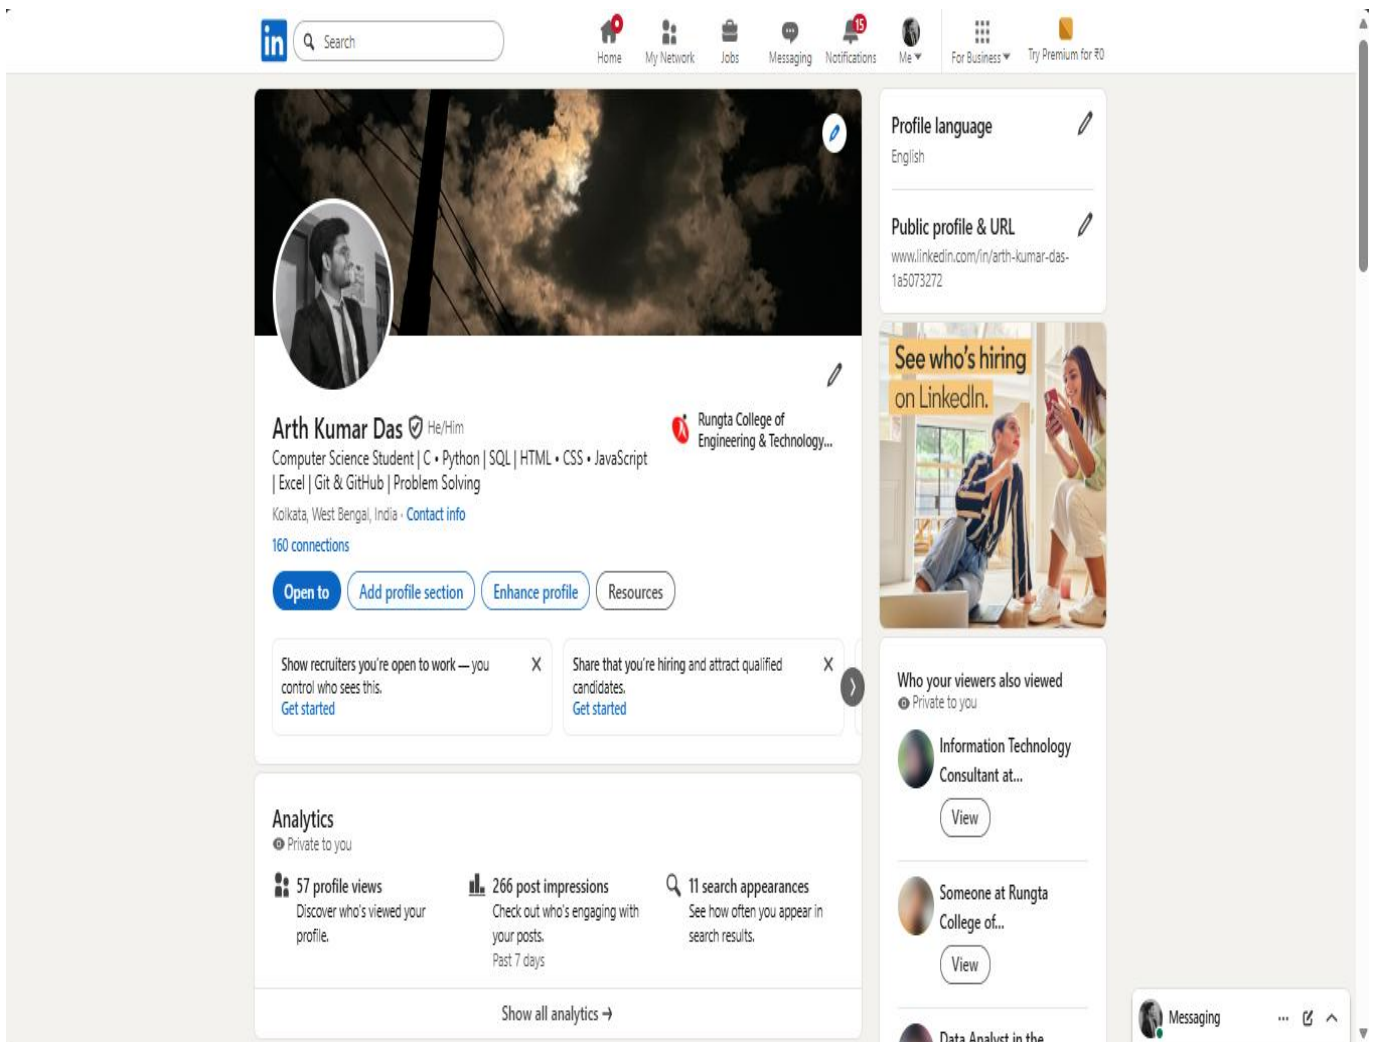 in
Search
Home
My Network
Jobs
Messaging
15
Notifications
Me
For Business
Try Premium for ₹0
Profile language
English
Public profile & URL
www.linkedin.com/in/arth-kumar-das-
1a5073272
See who's hiring
on LinkedIn.
Arth Kumar Das He/Him
Computer Science Student | C • Python | SQL | HTML • CSS • JavaScript
| Excel | Git & GitHub | Problem Solving
Kolkata, West Bengal, India · Contact info
160 connections
Rungta College of
Engineering & Technology...
Open to
Add profile section
Enhance profile
Resources
Show recruiters you're open to work — you
control who sees this.
Get started
Share that you're hiring and attract qualified
candidates.
Get started
Analytics
Private to you
57 profile views
Discover who's viewed your
profile.
266 post impressions
Check out who's engaging with
your posts.
Past 7 days
11 search appearances
See how often you appear in
search results.
Show all analytics →
Who your viewers also viewed
Private to you
Information Technology
Consultant at...
View
Someone at Rungta
College of...
View
Data Analyst in the
Messaging